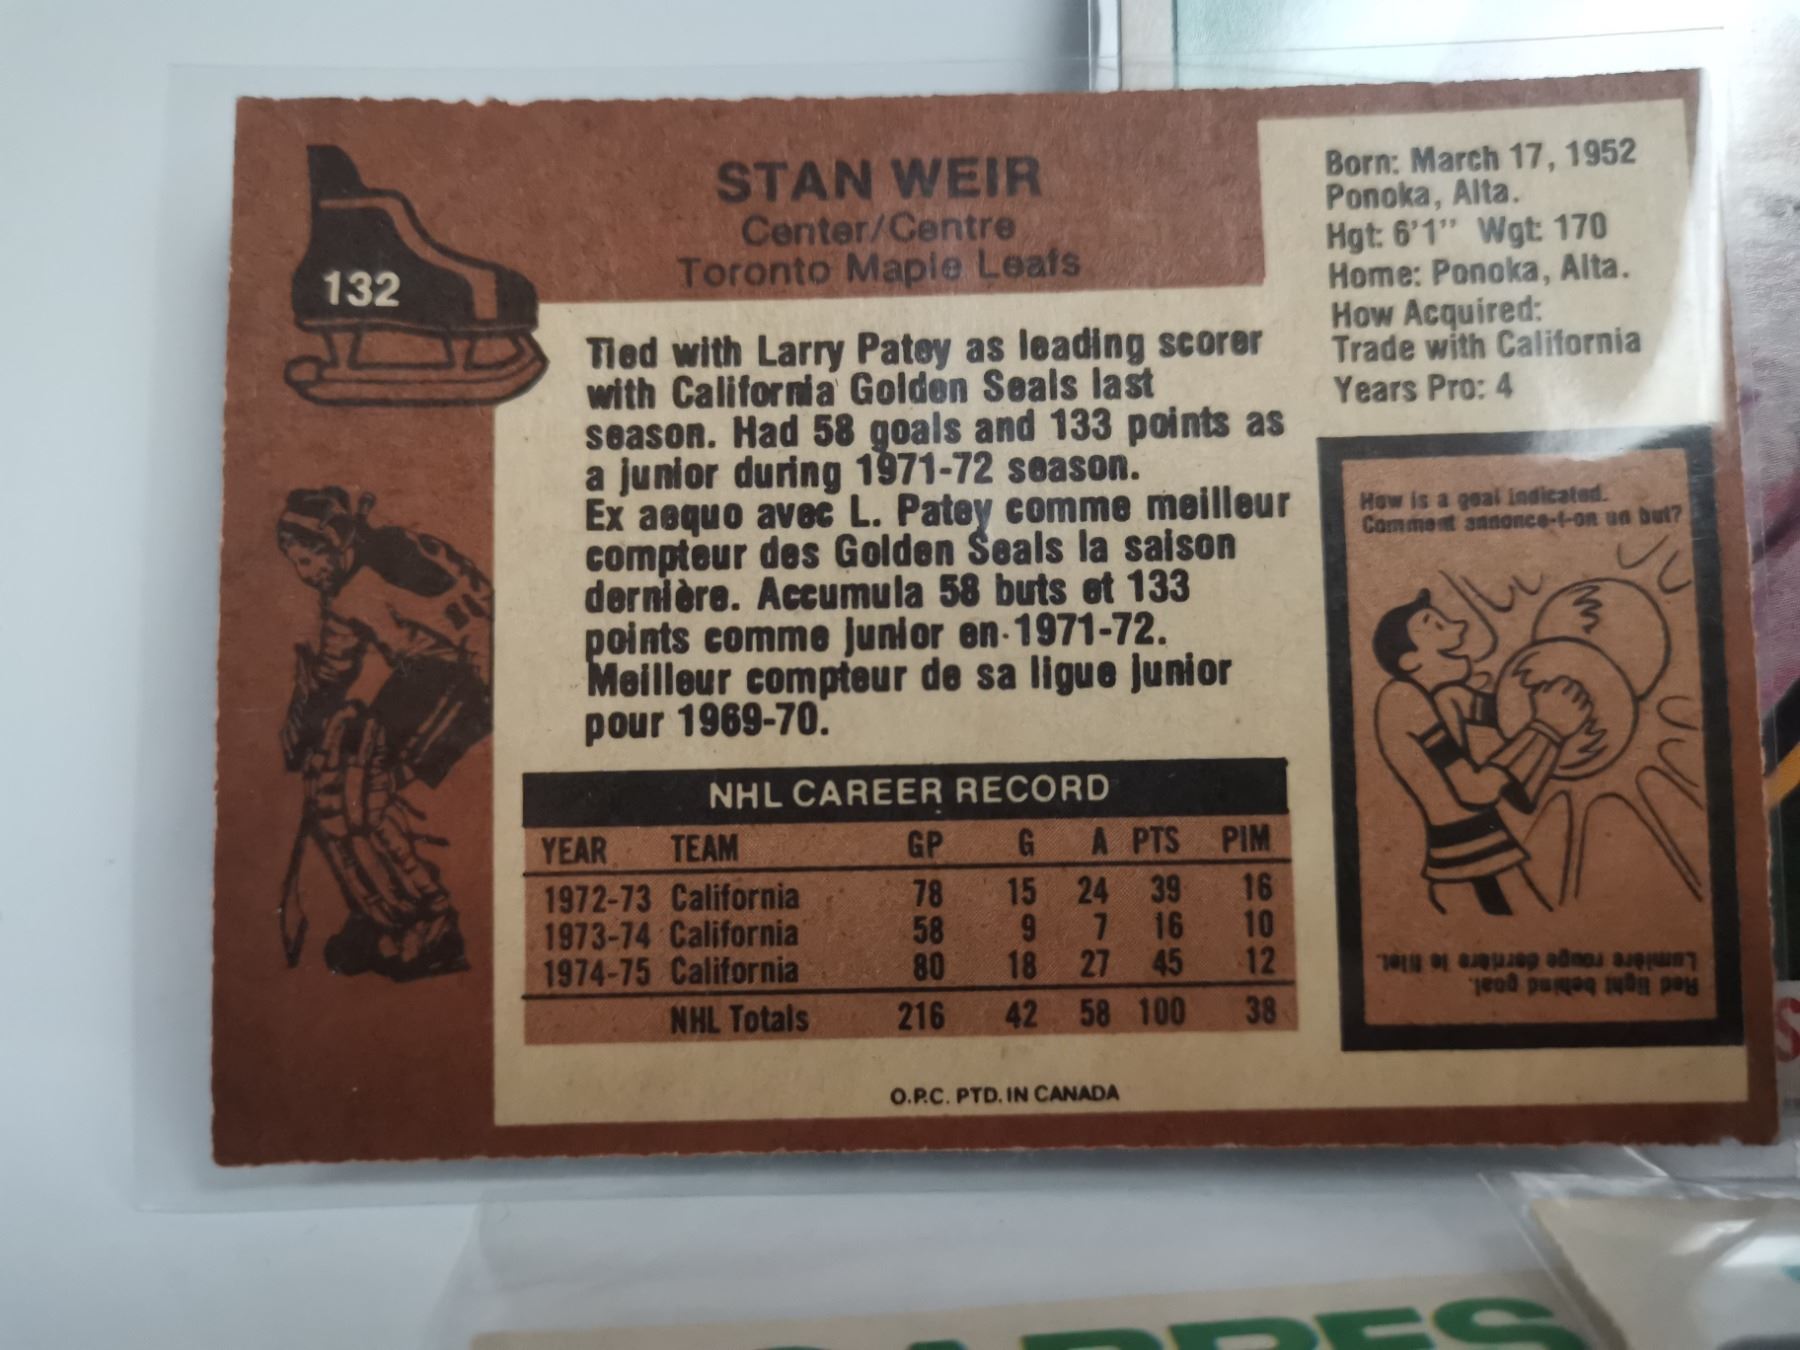 132
STAN WEIR
Center/Centre
Toronto Maple Leafs
Born: March 17, 1952
Ponoka, Alta.
Hgt: 6'1" Wgt: 170
Home: Ponoka, Alta.
How Acquired:
Trade with California
Years Pro: 4
Tied with Larry Patey as leading scorer
with California Golden Seals last
season. Had 58 goals and 133 points as
a junior during 1971-72 season.
Ex aequo avec L. Patey comme meilleur
compteur des Golden Seals la saison
dernière. Accumula 58 buts et 133
points comme junior en 1971-72.
Meilleur compteur de sa ligue junior
pour 1969-70.
How is a goal indicated.
Comment annonce-t-on un but?
Red light behind goal.
Lumière rouge derrière le filet.
NHL CAREER RECORD
YEAR TEAM GP G A PTS PIM
1972-73 California 78 15 24 39 16
1973-74 California 58 9 7 16 10
1974-75 California 80 18 27 45 12
NHL Totals 216 42 58 100 38
O.P.C. PTD. IN CANADA